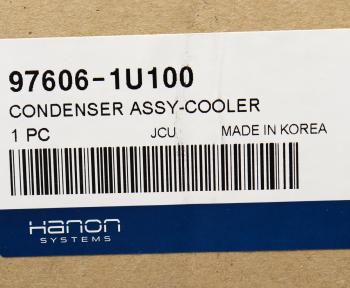 97606-1U100
CONDENSER ASSY-COOLER
1 PC JCU MADE IN KOREA
Hanon
SYSTEMS